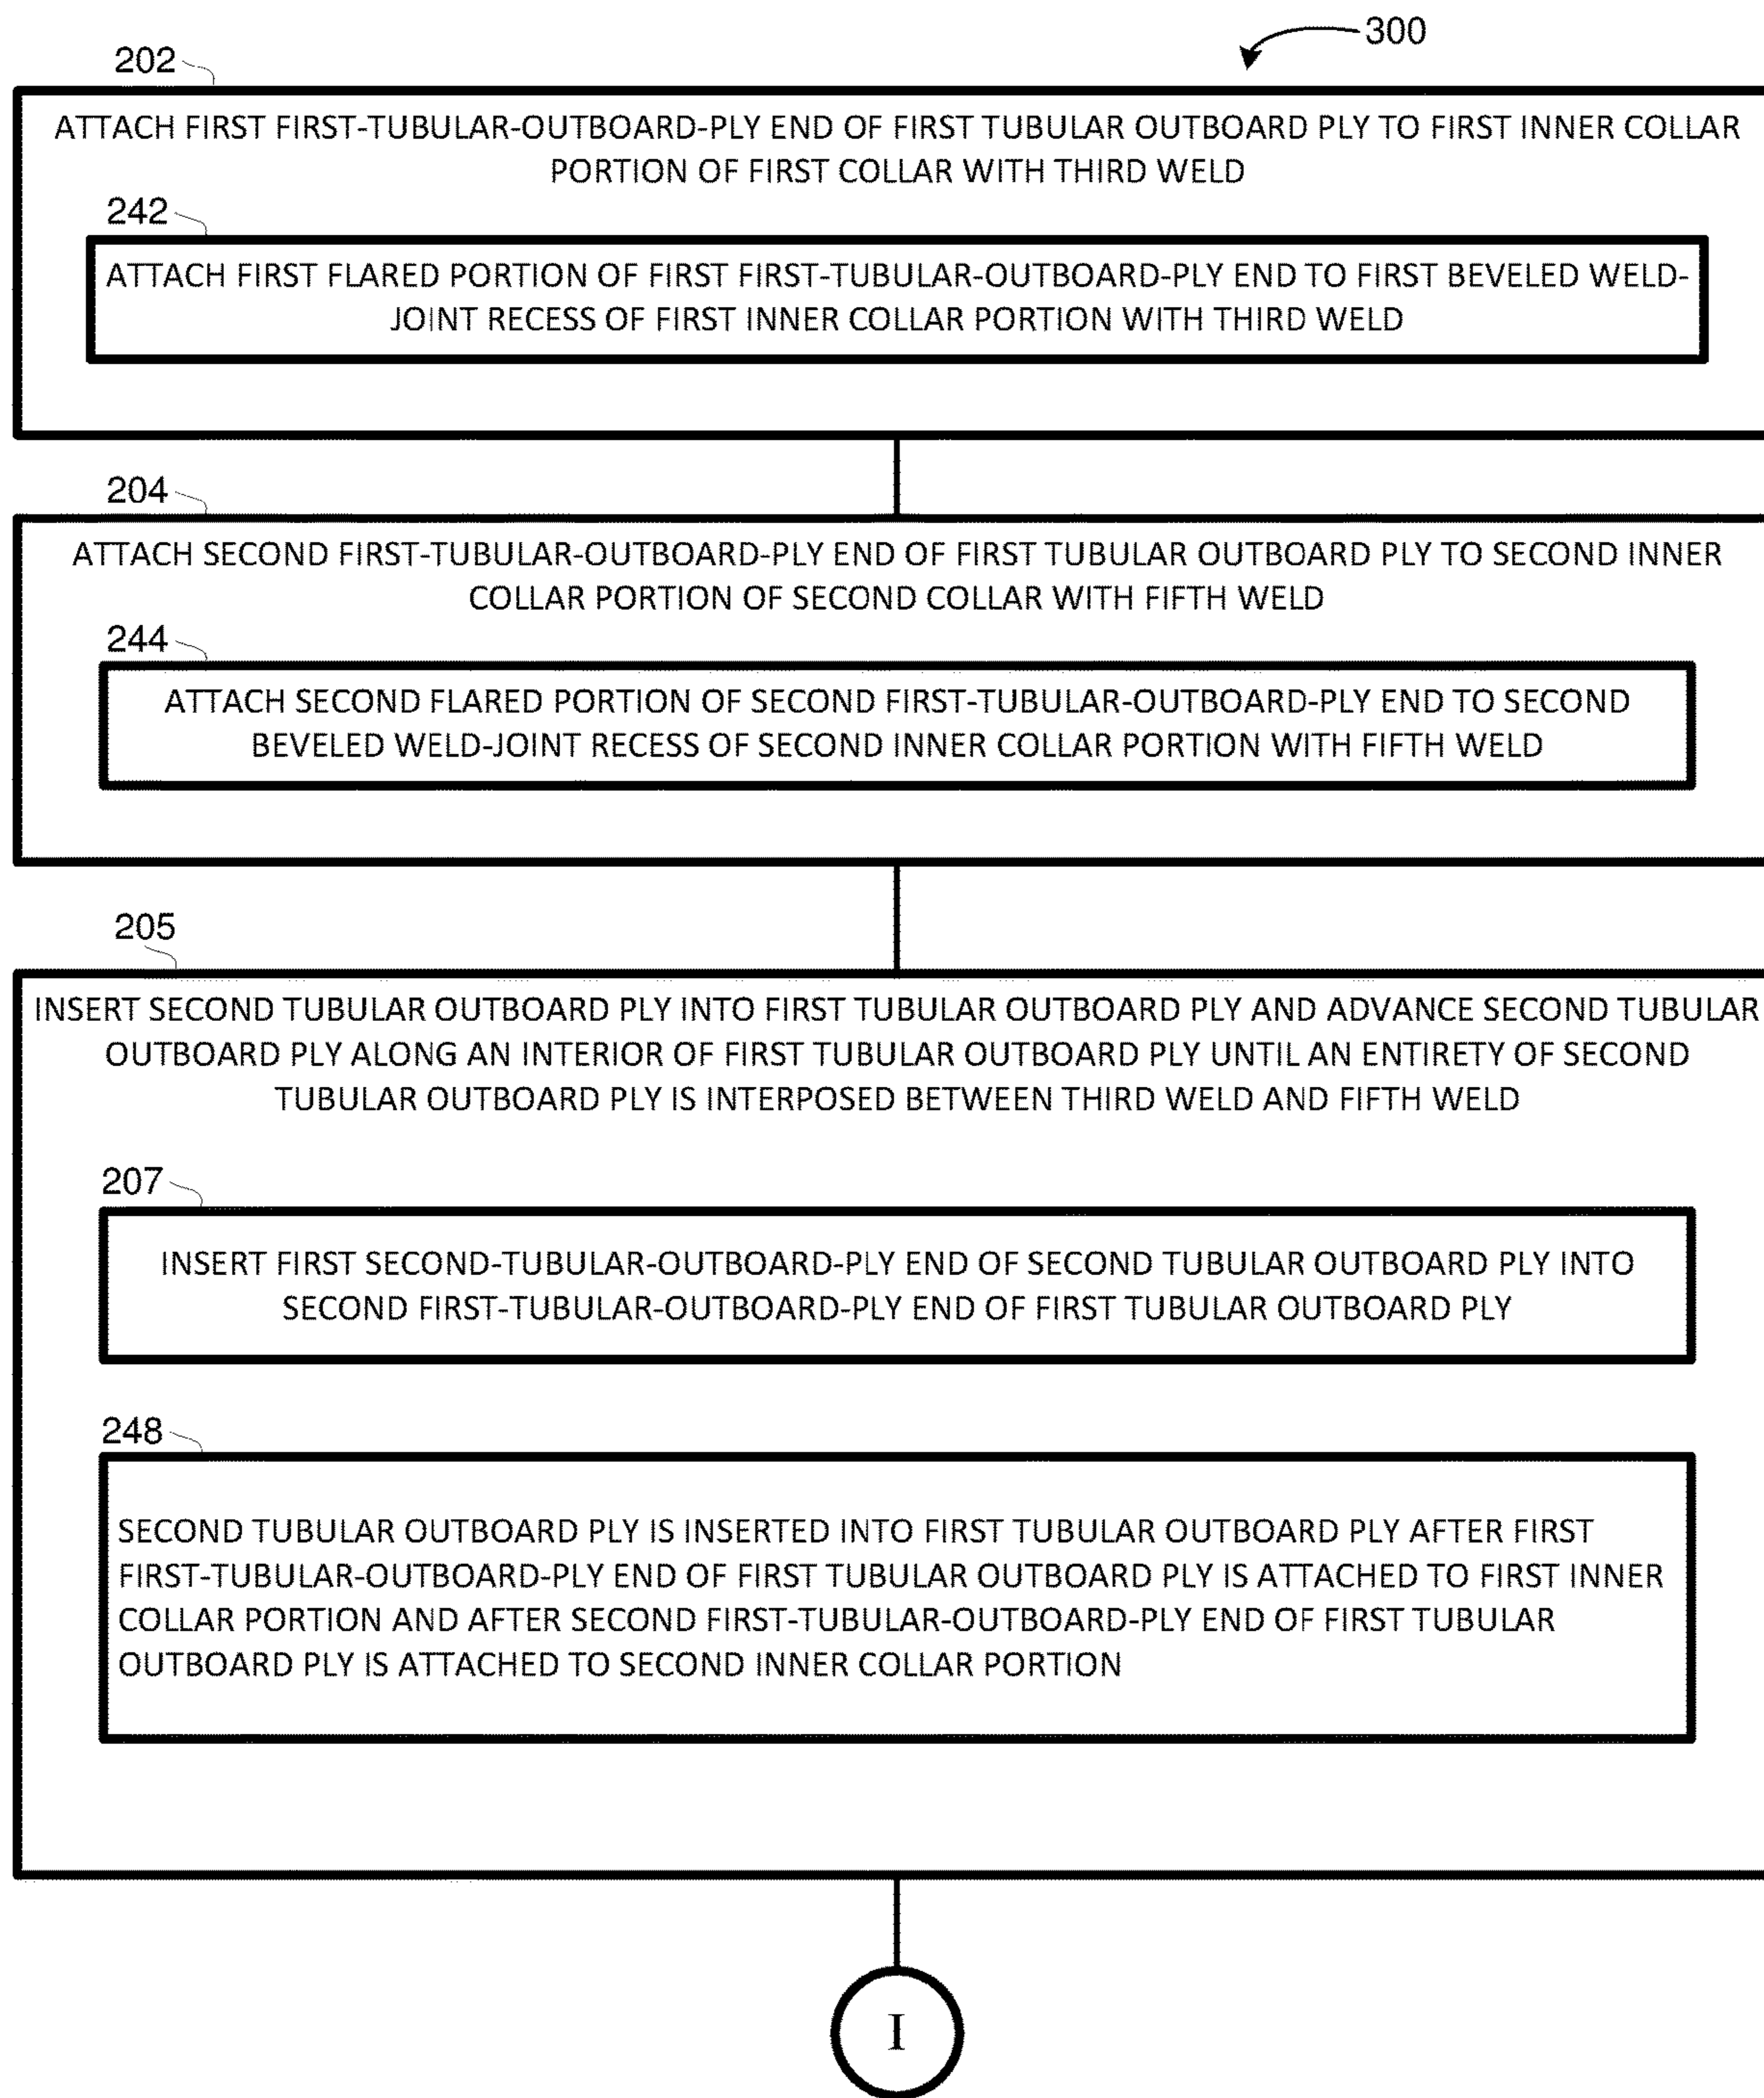 300
202
ATTACH FIRST FIRST-TUBULAR-OUTBOARD-PLY END OF FIRST TUBULAR OUTBOARD PLY TO FIRST INNER COLLAR
PORTION OF FIRST COLLAR WITH THIRD WELD
242
ATTACH FIRST FLARED PORTION OF FIRST FIRST-TUBULAR-OUTBOARD-PLY END TO FIRST BEVELED WELD-
JOINT RECESS OF FIRST INNER COLLAR PORTION WITH THIRD WELD
204
ATTACH SECOND FIRST-TUBULAR-OUTBOARD-PLY END OF FIRST TUBULAR OUTBOARD PLY TO SECOND INNER
COLLAR PORTION OF SECOND COLLAR WITH FIFTH WELD
244
ATTACH SECOND FLARED PORTION OF SECOND FIRST-TUBULAR-OUTBOARD-PLY END TO SECOND
BEVELED WELD-JOINT RECESS OF SECOND INNER COLLAR PORTION WITH FIFTH WELD
205
INSERT SECOND TUBULAR OUTBOARD PLY INTO FIRST TUBULAR OUTBOARD PLY AND ADVANCE SECOND TUBULAR
OUTBOARD PLY ALONG AN INTERIOR OF FIRST TUBULAR OUTBOARD PLY UNTIL AN ENTIRETY OF SECOND
TUBULAR OUTBOARD PLY IS INTERPOSED BETWEEN THIRD WELD AND FIFTH WELD
207
INSERT FIRST SECOND-TUBULAR-OUTBOARD-PLY END OF SECOND TUBULAR OUTBOARD PLY INTO
SECOND FIRST-TUBULAR-OUTBOARD-PLY END OF FIRST TUBULAR OUTBOARD PLY
248
SECOND TUBULAR OUTBOARD PLY IS INSERTED INTO FIRST TUBULAR OUTBOARD PLY AFTER FIRST
FIRST-TUBULAR-OUTBOARD-PLY END OF FIRST TUBULAR OUTBOARD PLY IS ATTACHED TO FIRST INNER
COLLAR PORTION AND AFTER SECOND FIRST-TUBULAR-OUTBOARD-PLY END OF FIRST TUBULAR
OUTBOARD PLY IS ATTACHED TO SECOND INNER COLLAR PORTION
I